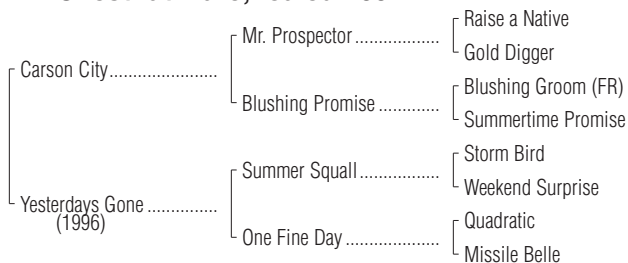 Raise a Native
Mr. Prospector ...................
Gold Digger
Carson City........................
Blushing Groom (FR)
Blushing Promise .............
Summertime Promise
Storm Bird
Summer Squall..................
Weekend Surprise
Yesterdays Gone ...............
(1996)
Quadratic
One Fine Day .....................
Missile Belle